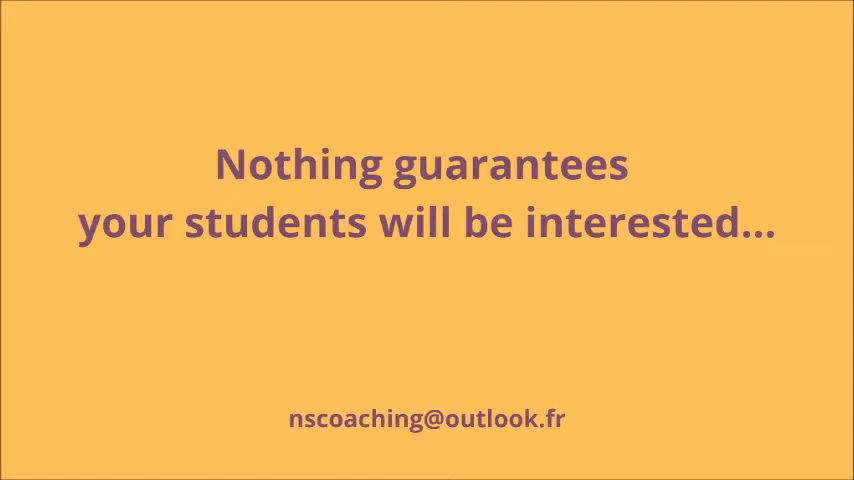 Nothing guarantees
your students will be interested...
nscoaching@outlook.fr